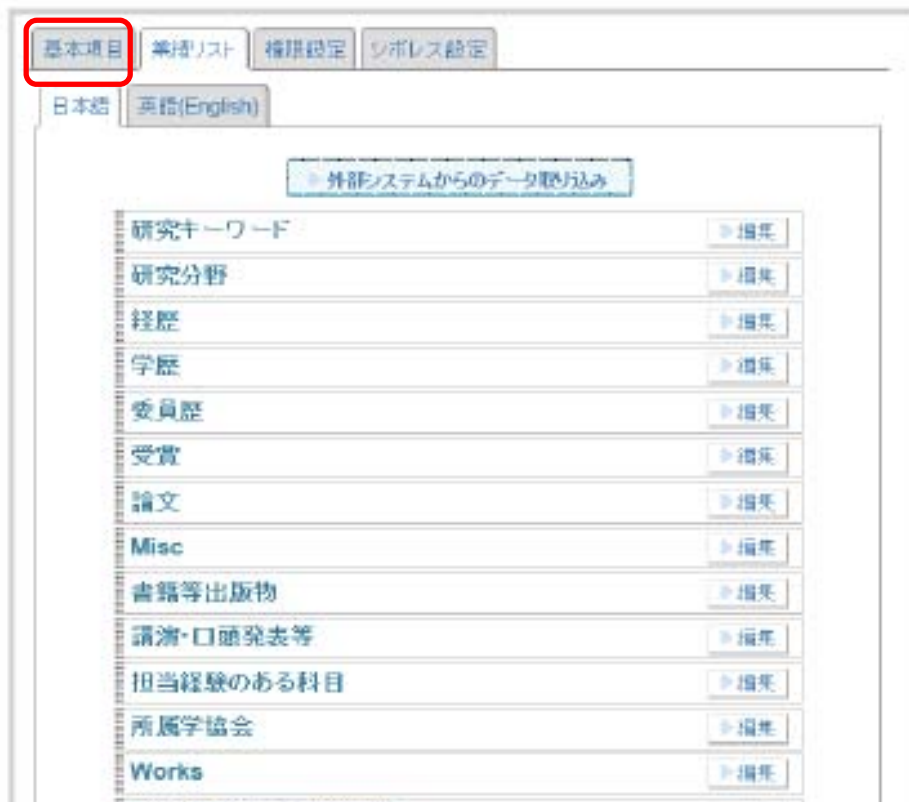 基本項目 業績リスト 権限設定 シボレス設定
日本語 英語(English)
外部システムからのデータ取り込み
研究キーワード 編集
研究分野 編集
経歴 編集
学歴 編集
委員歴 編集
受賞 編集
論文 編集
Misc 編集
書籍等出版物 編集
講演・口頭発表等 編集
担当経験のある科目 編集
所属学協会 編集
Works 編集